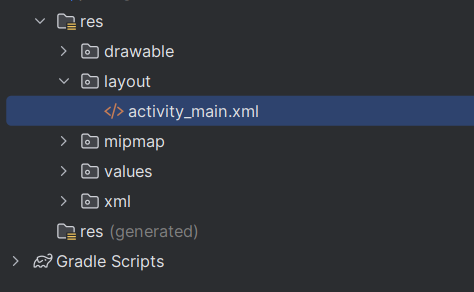 res
drawable
layout
activity_main.xml
mipmap
values
xml
res (generated)
Gradle Scripts